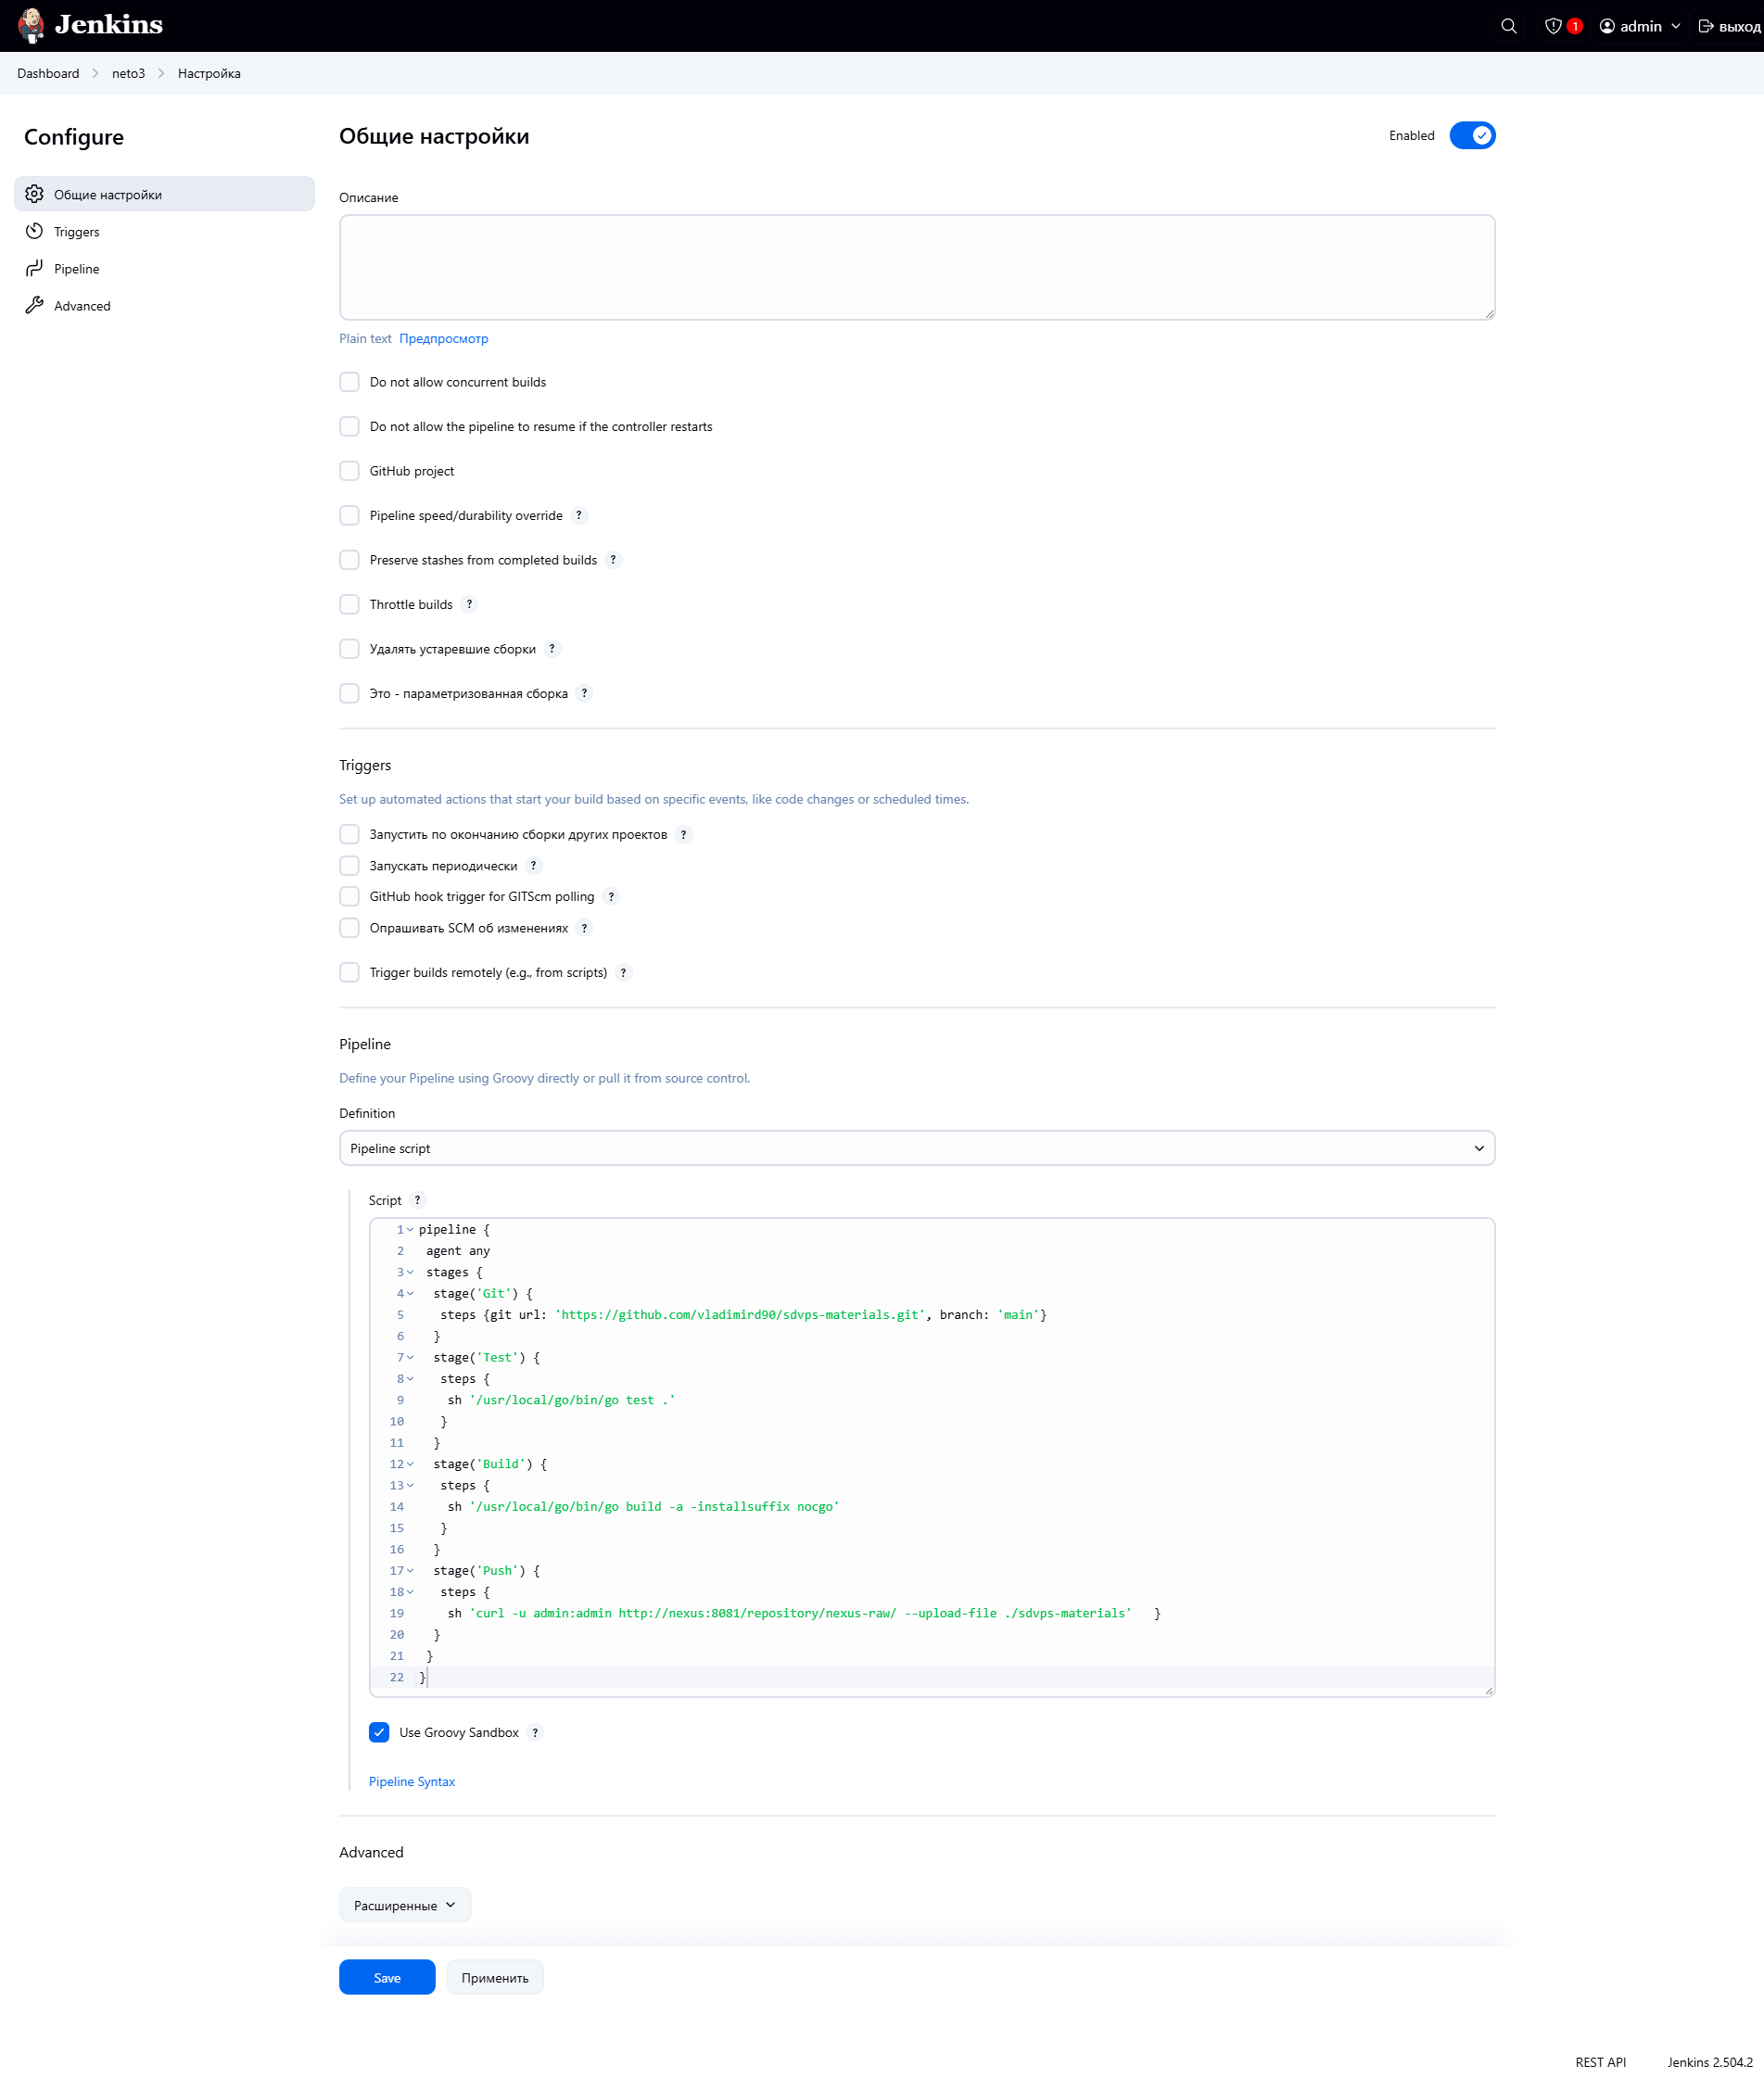 Jenkins
1
admin
выход
Dashboard
neto3
Настройка
Configure
Общие настройки
Triggers
Pipeline
Advanced
Общие настройки
Enabled
Описание
Plain text Предпросмотр
Do not allow concurrent builds
Do not allow the pipeline to resume if the controller restarts
GitHub project
Pipeline speed/durability override ?
Preserve stashes from completed builds ?
Throttle builds ?
Удалять устаревшие сборки ?
Это - параметризованная сборка ?
Triggers
Set up automated actions that start your build based on specific events, like code changes or scheduled times.
Запустить по окончанию сборки других проектов ?
Запускать периодически ?
GitHub hook trigger for GITScm polling ?
Опрашивать SCM об изменениях ?
Trigger builds remotely (e.g., from scripts) ?
Pipeline
Define your Pipeline using Groovy directly or pull it from source control.
Definition
Pipeline script
Script ?
1 pipeline {
2 agent any
3 stages {
4 stage('Git') {
5 steps {git url: 'https://github.com/vladimird90/sdvps-materials.git', branch: 'main'}
6 }
7 stage('Test') {
8 steps {
9 sh '/usr/local/go/bin/go test .'
10 }
11 }
12 stage('Build') {
13 steps {
14 sh '/usr/local/go/bin/go build -a -installsuffix nocgo'
15 }
16 }
17 stage('Push') {
18 steps {
19 sh 'curl -u admin:admin http://nexus:8081/repository/nexus-raw/ --upload-file ./sdvps-materials' }
20 }
21 }
22 }
Use Groovy Sandbox ?
Pipeline Syntax
Advanced
Расширенные
Save
Применить
REST API
Jenkins 2.504.2